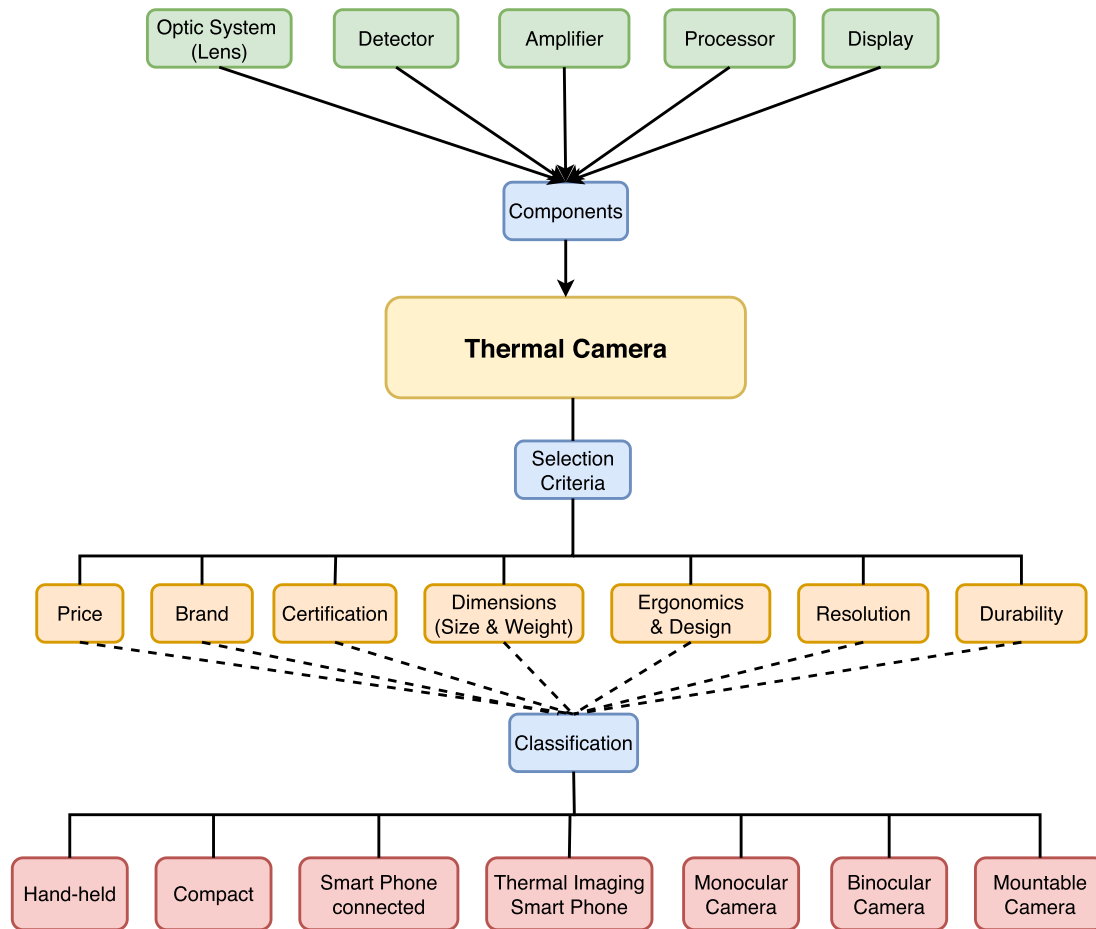 Optic System
(Lens)
Detector
Amplifier
Processor
Display
Components
Thermal Camera
Selection
Criteria
Price
Brand
Certification
Dimensions
(Size & Weight)
Ergonomics
& Design
Resolution
Durability
Classification
Hand-held
Compact
Smart Phone
connected
Thermal Imaging
Smart Phone
Monocular
Camera
Binocular
Camera
Mountable
Camera